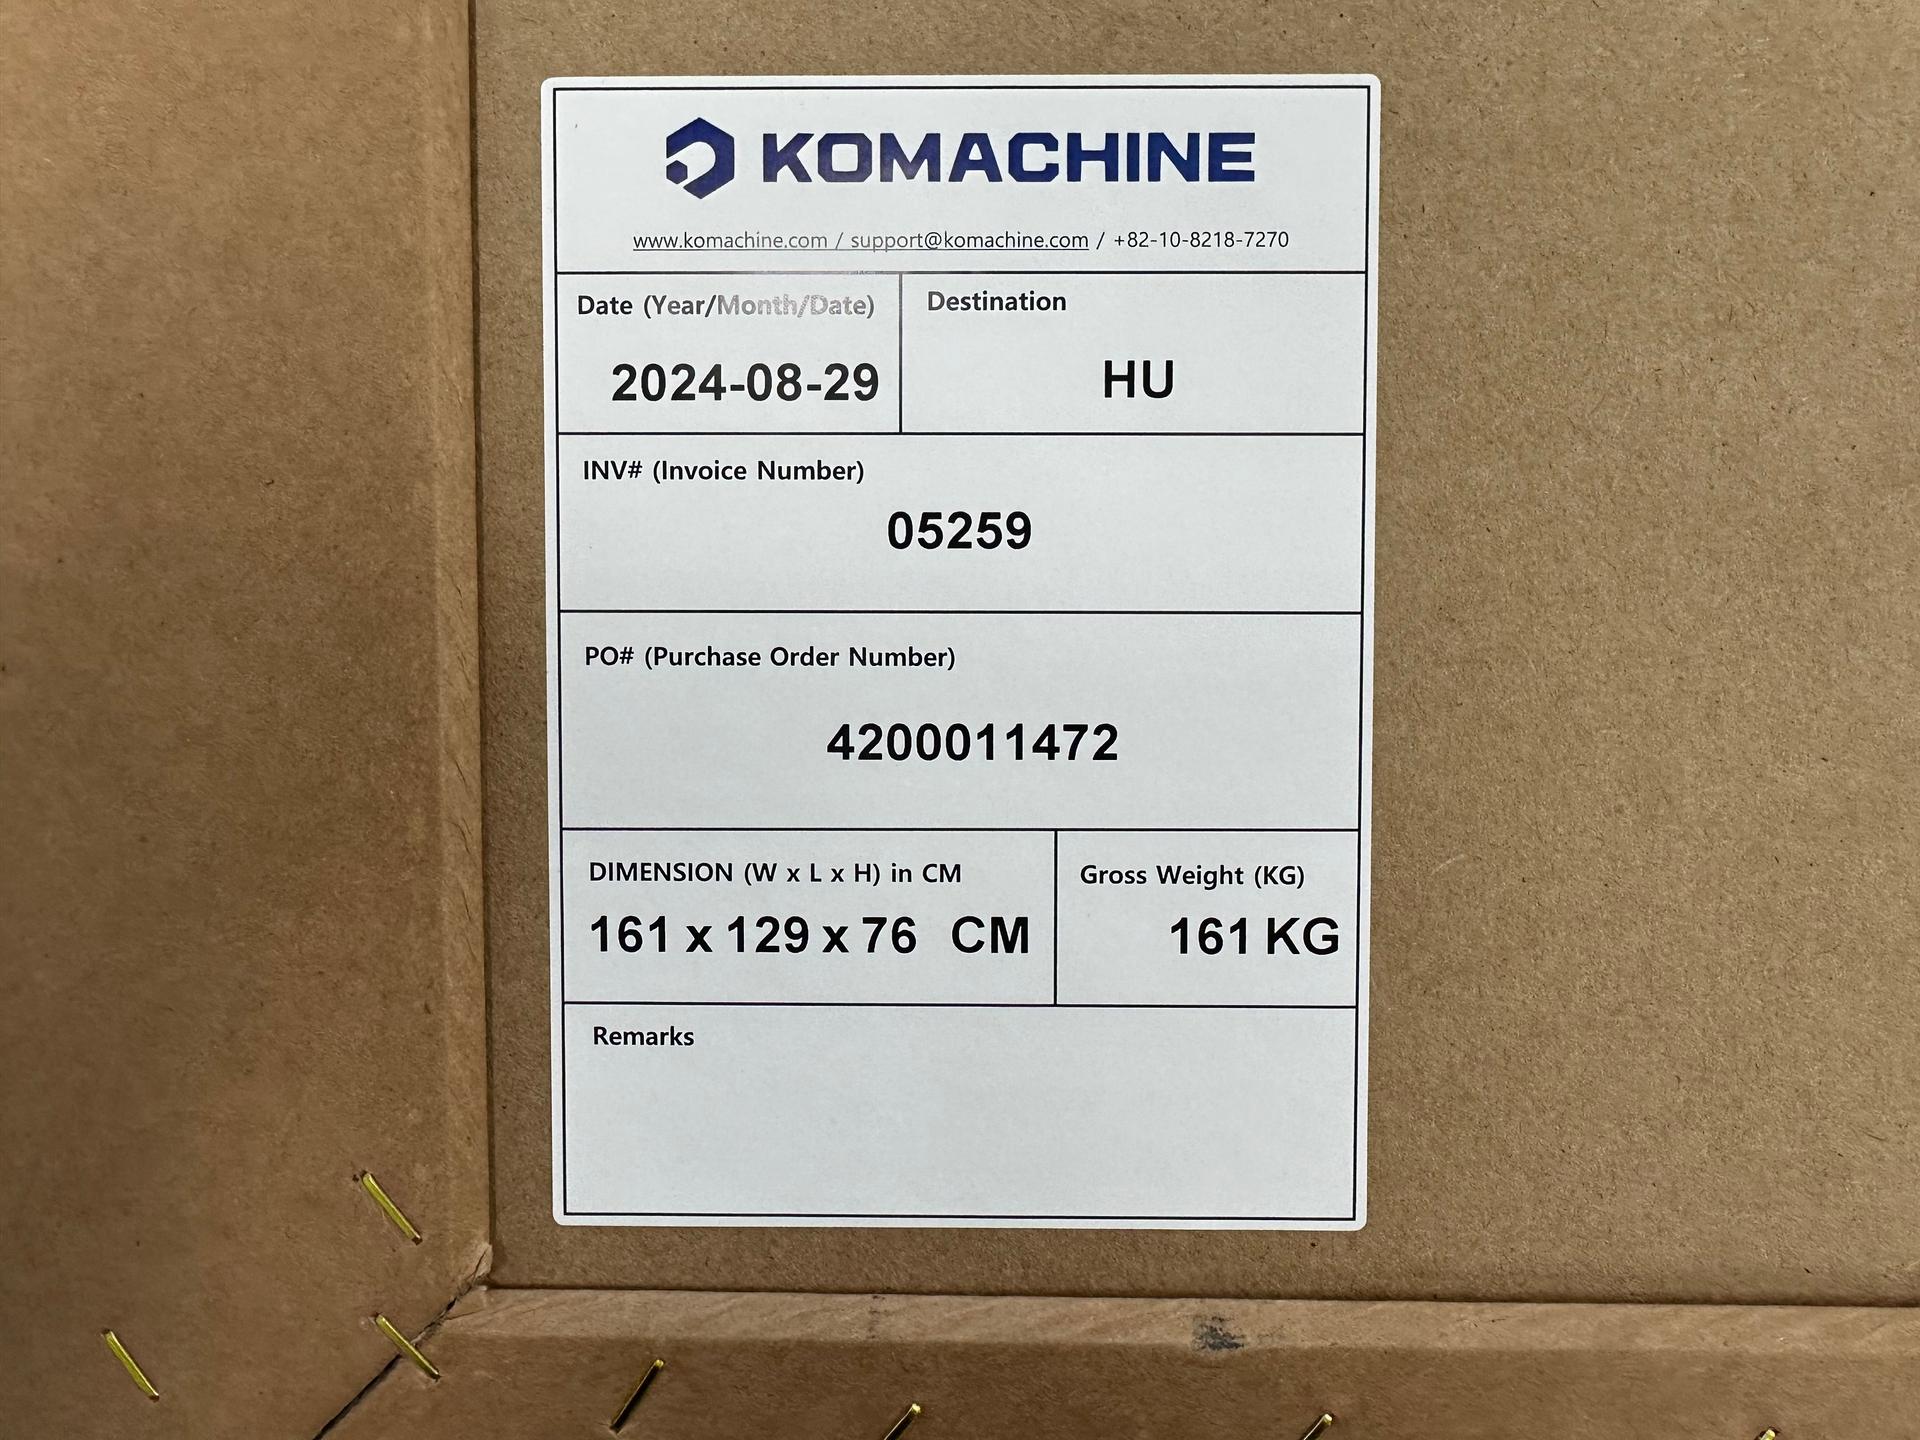 KOMACHINE
www.komachine.com / support@komachine.com / +82-10-8218-7270
Date (Year/Month/Date)
2024-08-29
Destination
HU
INV# (Invoice Number)
05259
PO# (Purchase Order Number)
4200011472
DIMENSION (W x L x H) in CM
161 x 129 x 76 CM
Gross Weight (KG)
161 KG
Remarks